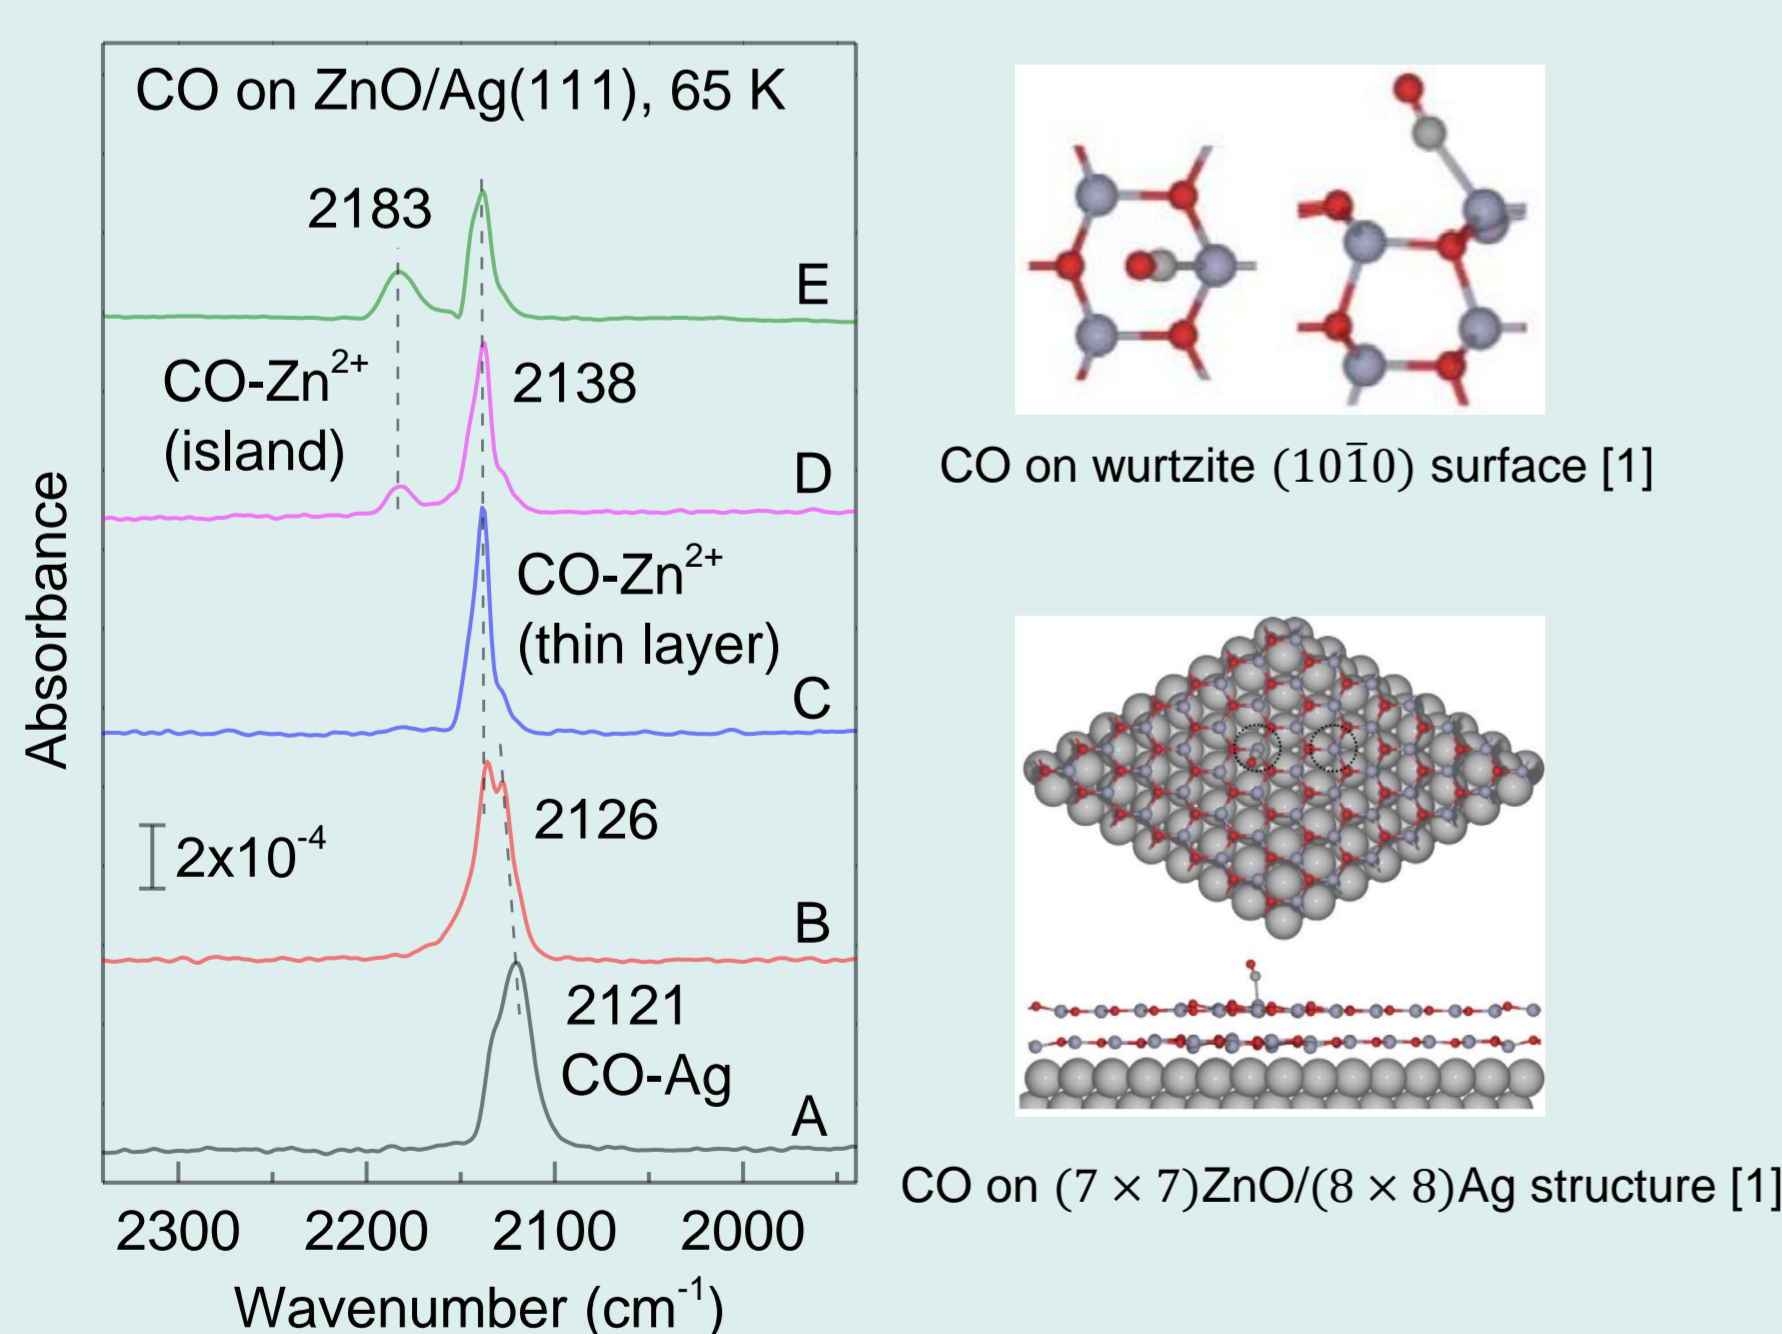 CO on ZnO/Ag(111), 65 K
2183
E
CO-Zn²⁺
(island)
2138
D
CO-Zn²⁺
(thin layer)
C
2126
2x10⁻⁴
B
2121
CO-Ag
A
Absorbance
2300 2200 2100 2000
Wavenumber (cm⁻¹)
CO on wurtzite (101̅0) surface [1]
CO on (7 × 7)ZnO/(8 × 8)Ag structure [1]